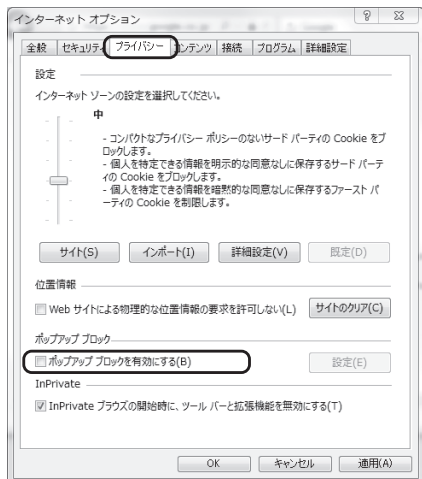 インターネット オプション
全般 セキュリティ プライバシー コンテンツ 接続 プログラム 詳細設定
設定
インターネット ゾーンの設定を選択してください。
中
- コンパクトなプライバシー ポリシーのないサード パーティの Cookie をブ
ロックします。
- 個人を特定できる情報を明示的な同意なしに保存するサード パーテ
ィの Cookie をブロックします。
- 個人を特定できる情報を暗黙的な同意なしに保存するファースト パ
ーティの Cookie を制限します。
サイト(S) インポート(I) 詳細設定(V) 既定(D)
位置情報
Web サイトによる物理的な位置情報の要求を許可しない(L) サイトのクリア(C)
ポップアップ ブロック
ポップアップ ブロックを有効にする(B) 設定(E)
InPrivate
InPrivate ブラウズの開始時に、ツール バーと拡張機能を無効にする(T)
OK キャンセル 適用(A)